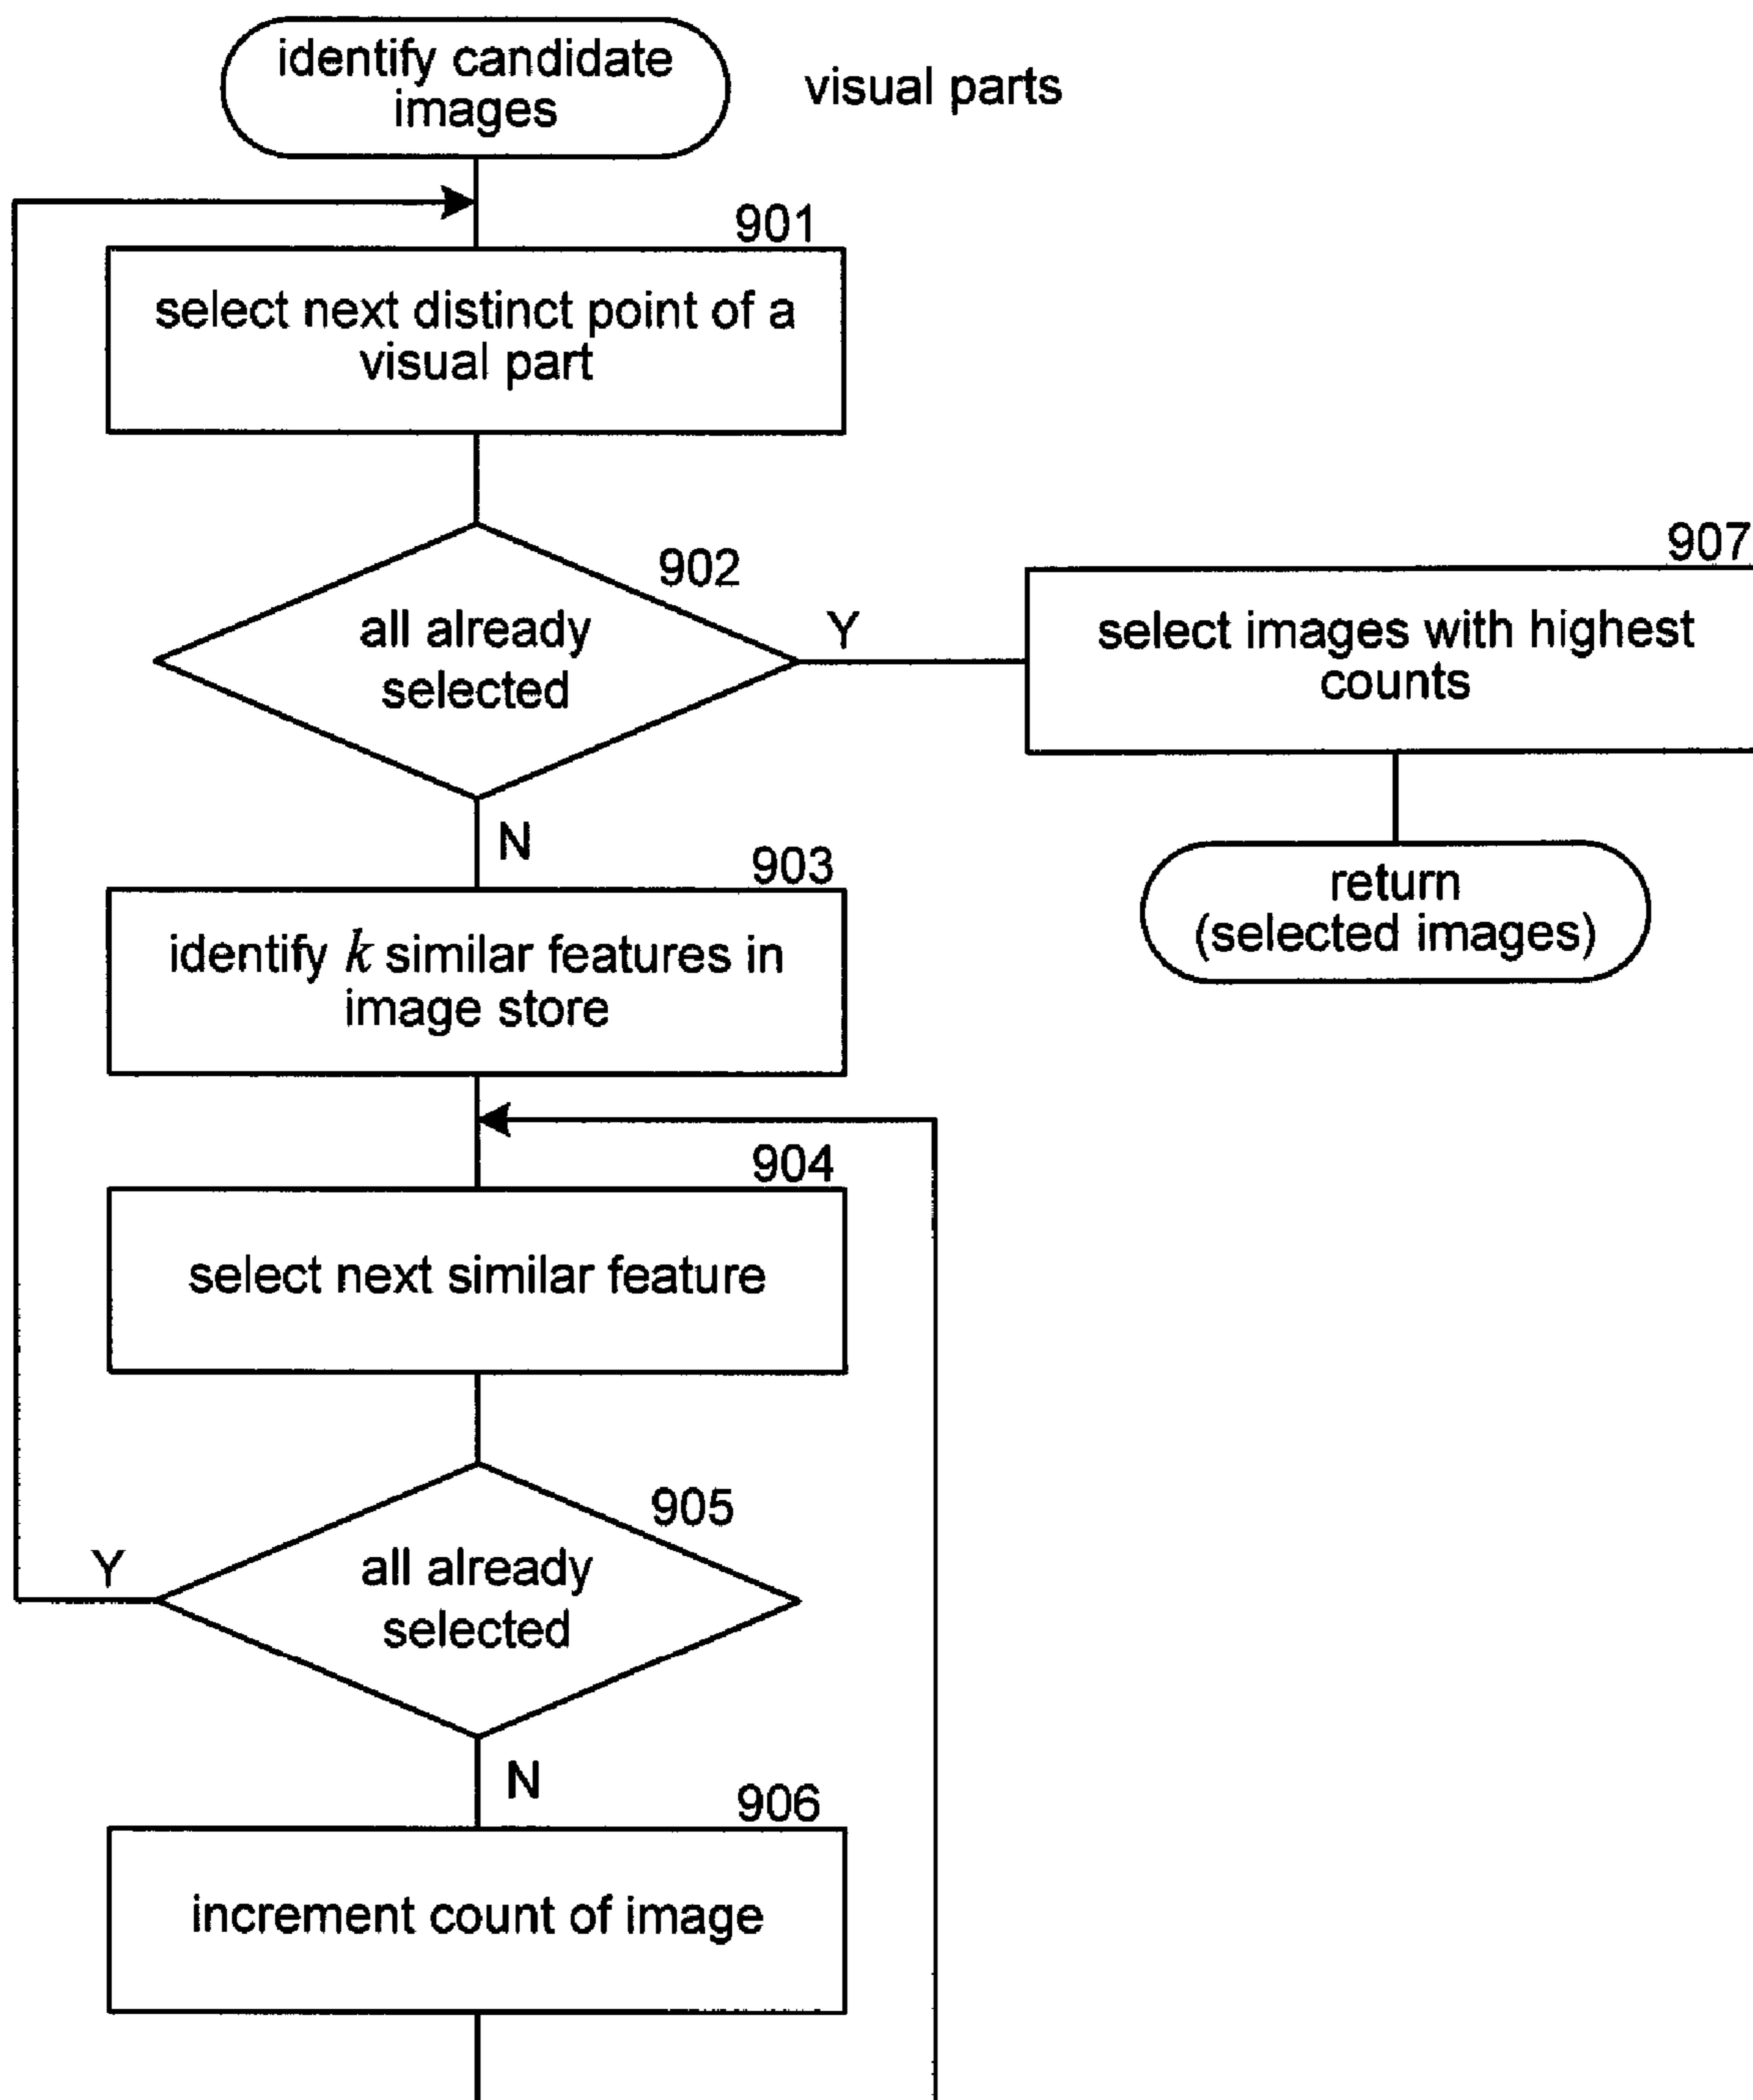 identify candidate
images
visual parts
901
select next distinct point of a
visual part
902
all already
selected
Y
907
select images with highest
counts
N
903
identify k similar features in
image store
return
(selected images)
904
select next similar feature
905
all already
selected
Y
N
906
increment count of image